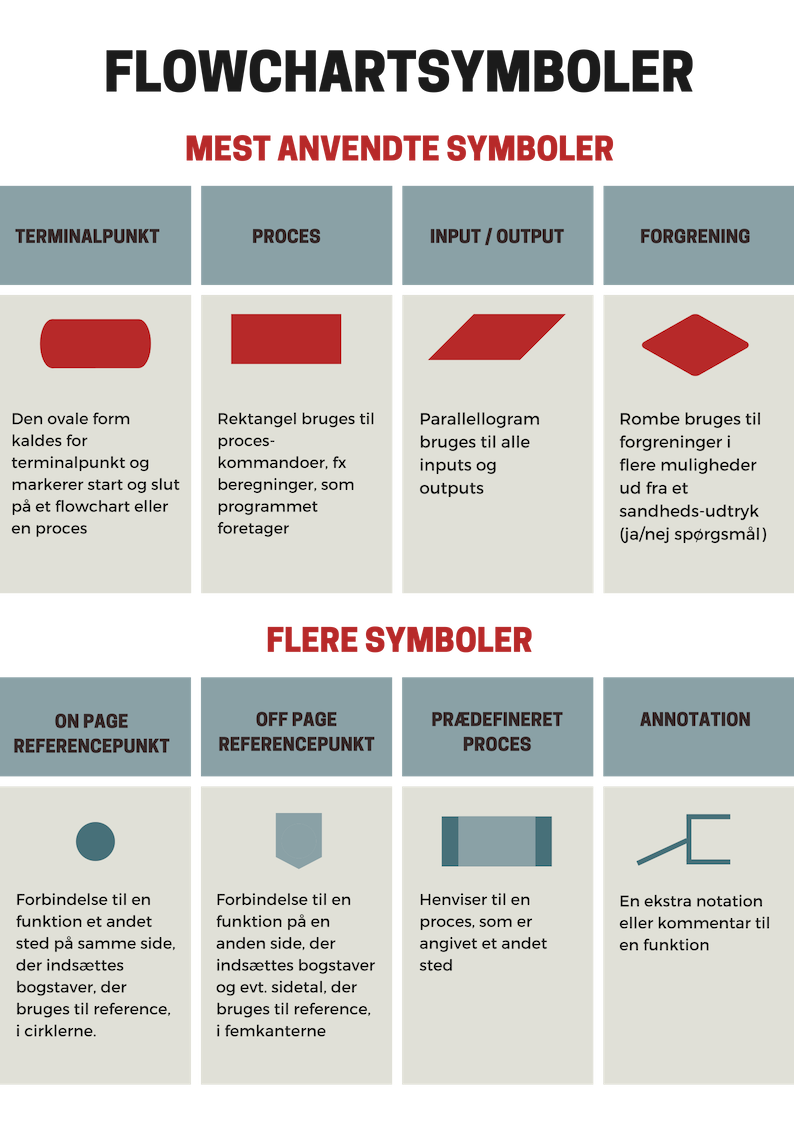 FLOWCHARTSYMBOLER
MEST ANVENDTE SYMBOLER
TERMINALPUNKT
PROCES
INPUT / OUTPUT
FORGRENING
Den ovale form
kaldes for
terminalpunkt og
markerer start og slut
på et flowchart eller
en proces
Rektangel bruges til
proces-
kommandoer, fx
beregninger, som
programmet
foretager
Parallellogram
bruges til alle
inputs og
outputs
Rombe bruges til
forgreninger i
flere muligheder
ud fra et
sandheds-udtryk
(ja/nej spørgsmål)
FLERE SYMBOLER
ON PAGE
REFERENCEPUNKT
OFF PAGE
REFERENCEPUNKT
PRÆDEFINERET
PROCES
ANNOTATION
Forbindelse til en
funktion et andet
sted på samme side,
der indsættes
bogstaver, der
bruges til reference,
i cirklerne.
Forbindelse til en
funktion på en
anden side, der
indsættes bogstaver
og evt. sidetal, der
bruges til reference,
i femkanterne
Henviser til en
proces, som er
angivet et andet
sted
En ekstra notation
eller kommentar til
en funktion